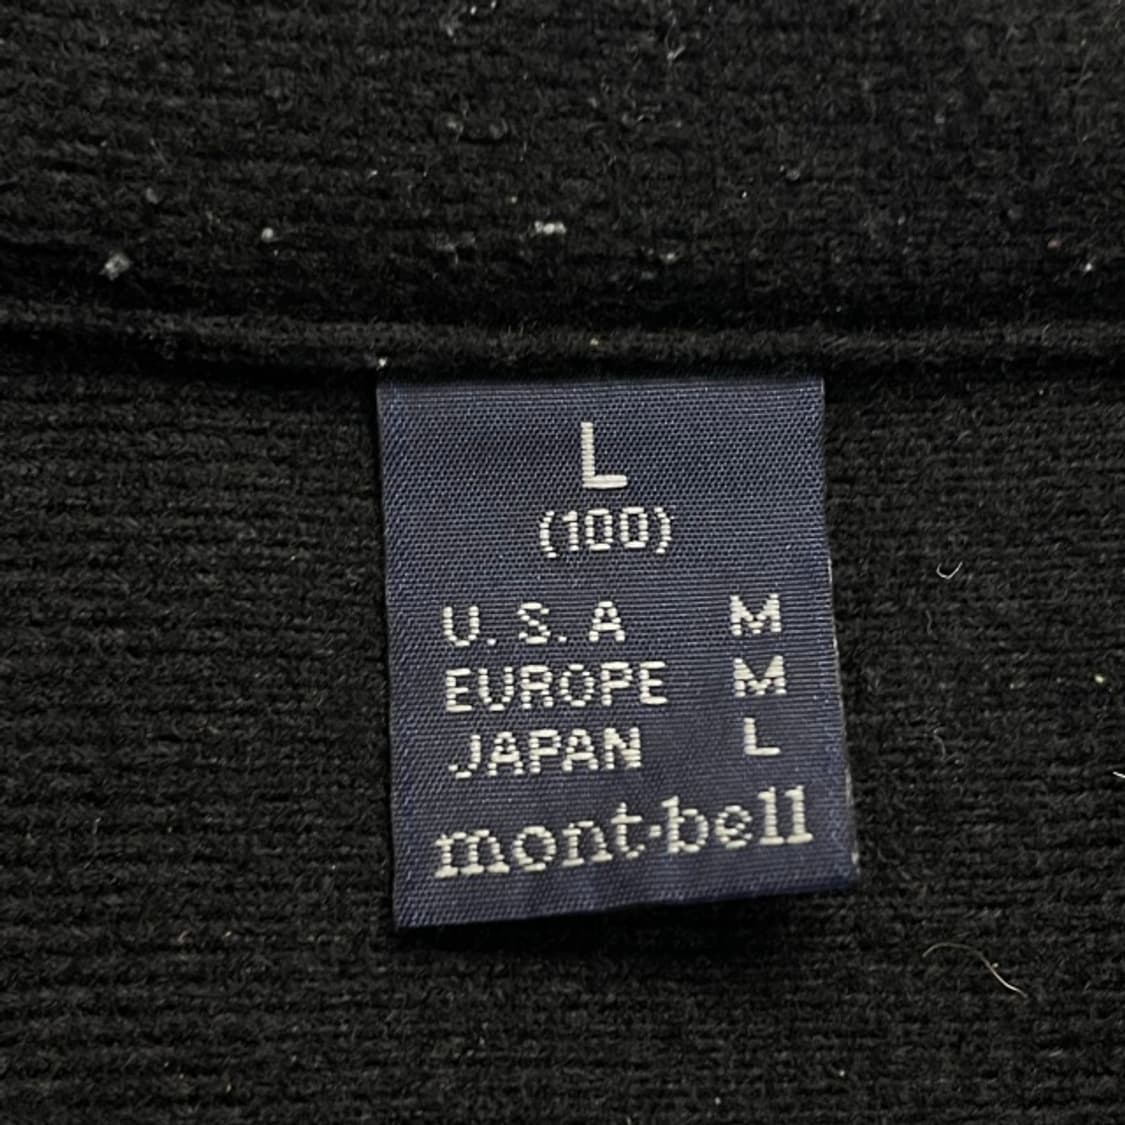 L
(100)
U.S.A M
EUROPE M
JAPAN L
mont-bell